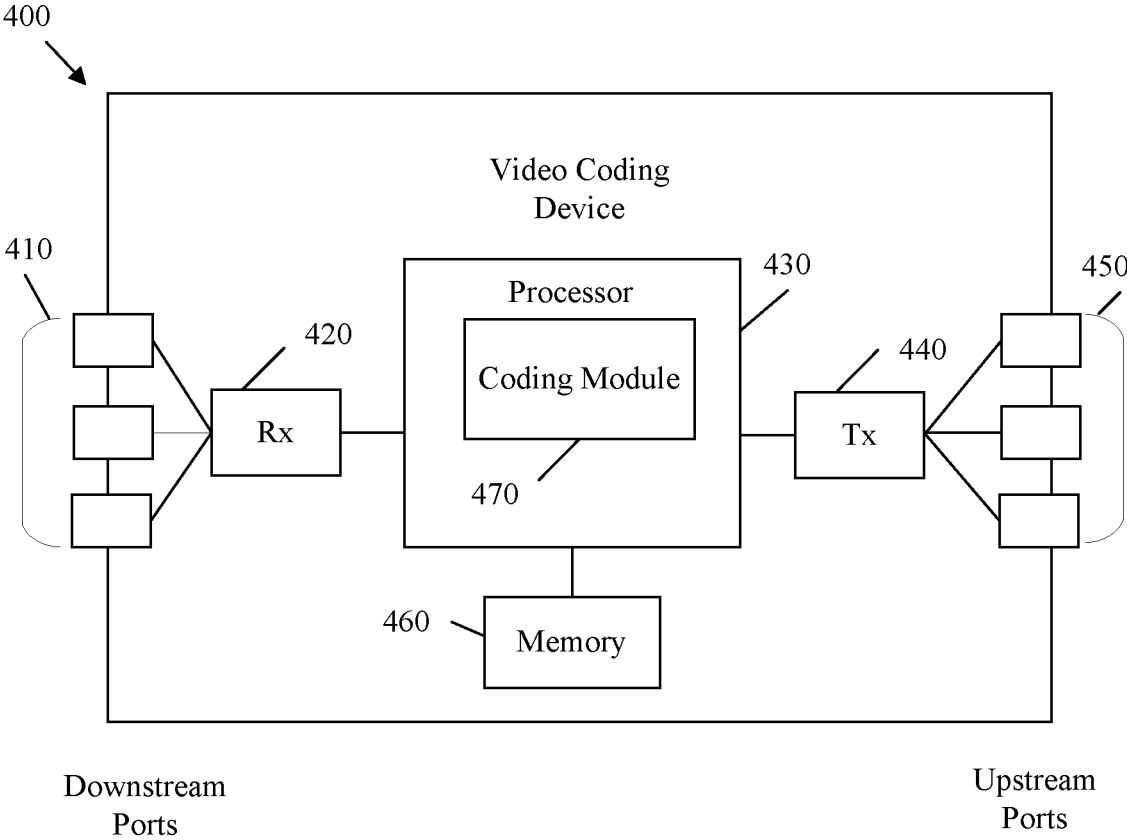 400
Video Coding
Device
410
430
450
Processor
420
440
Coding Module
Rx
Tx
470
460
Memory
Downstream
Ports
Upstream
Ports